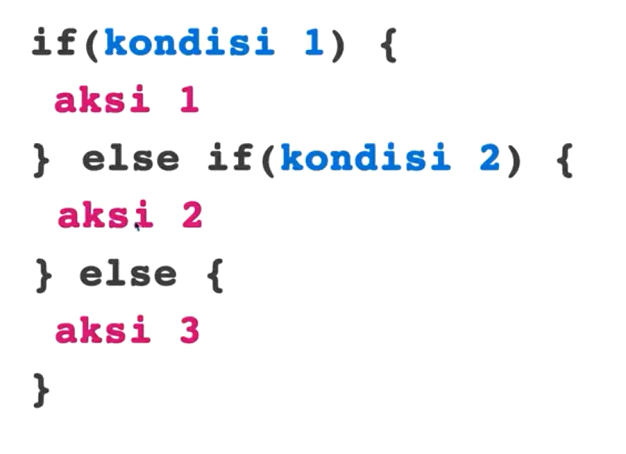 if(kondisi 1) {
aksi 1
} else if(kondisi 2) {
aksi 2
} else {
aksi 3
}